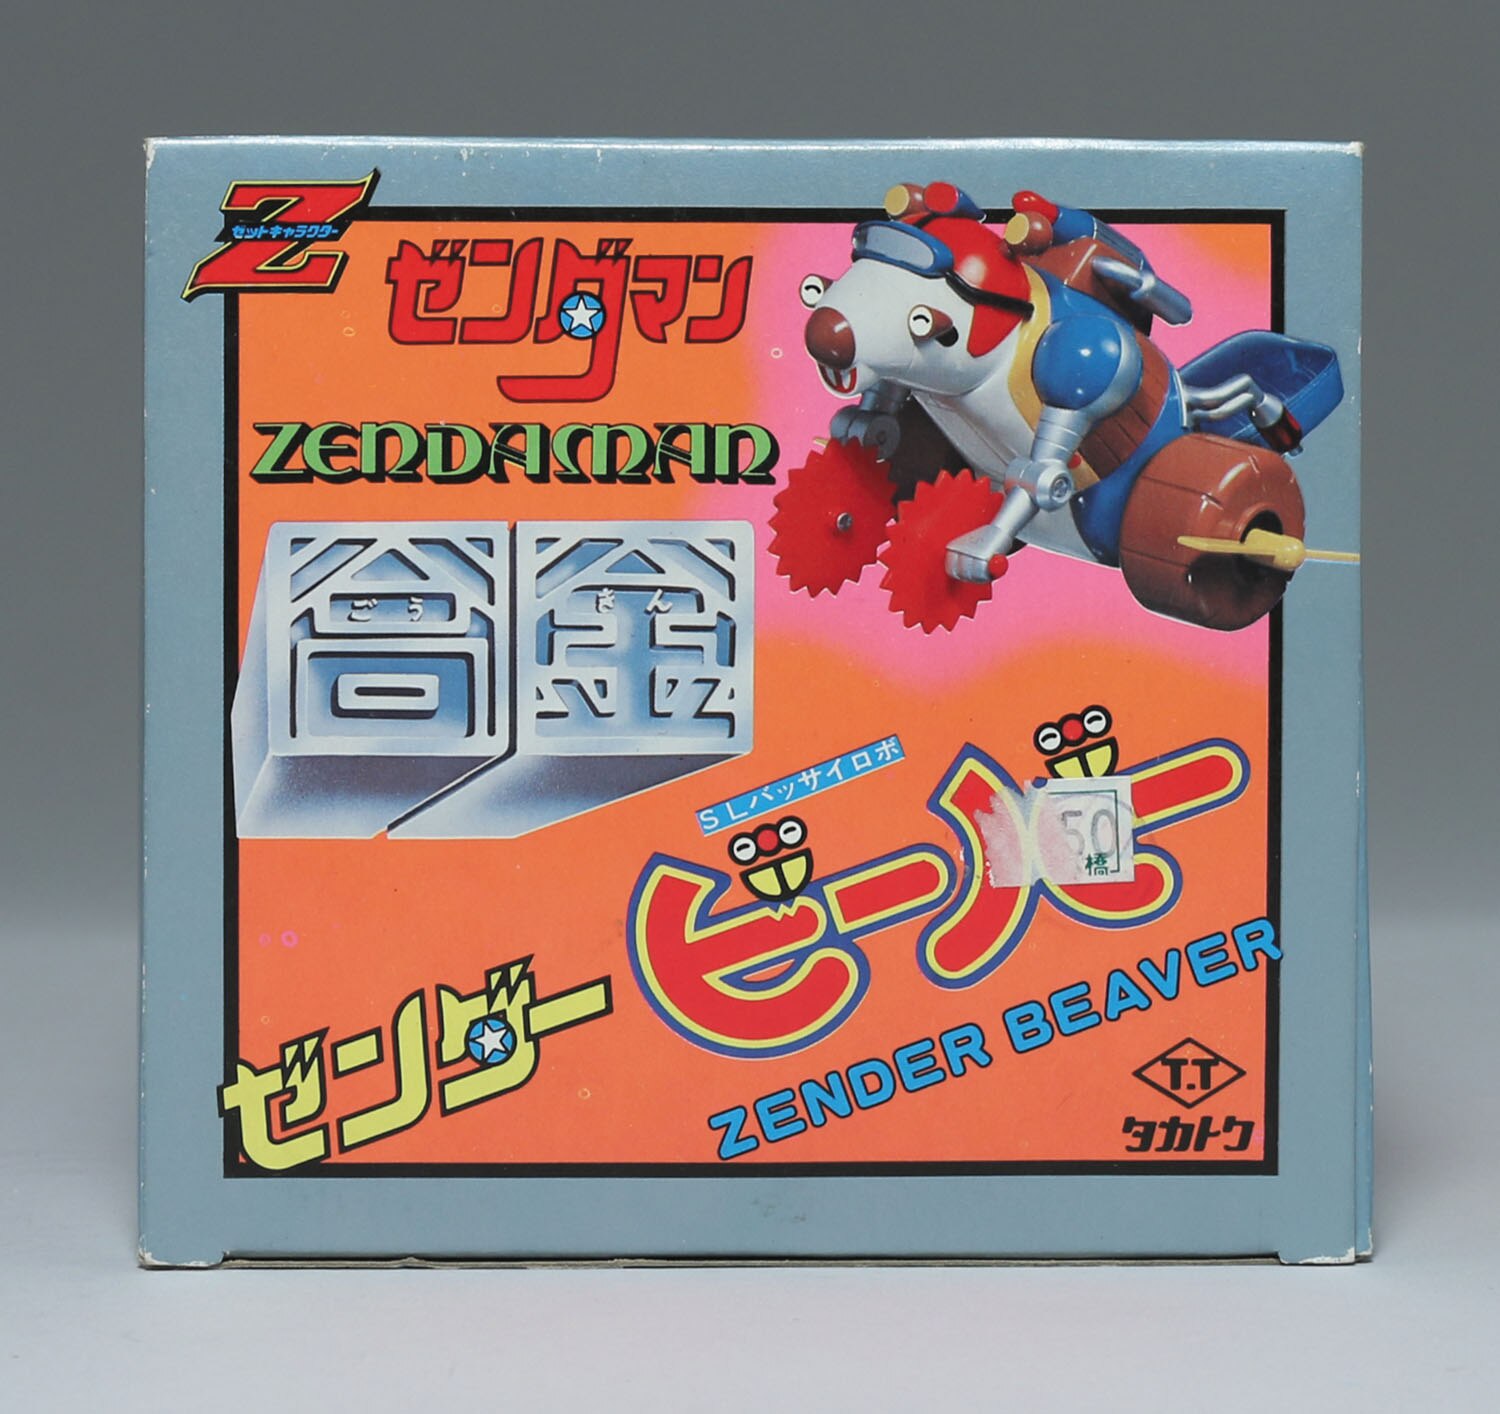 Z
ゼットキャラクター
ゼンダマン
ZENDAMAN
合金
ごうきん
SLバッサイロボ
ゼンダー
ビーバー
50
橋
ZENDER BEAVER
T.T
タカトク